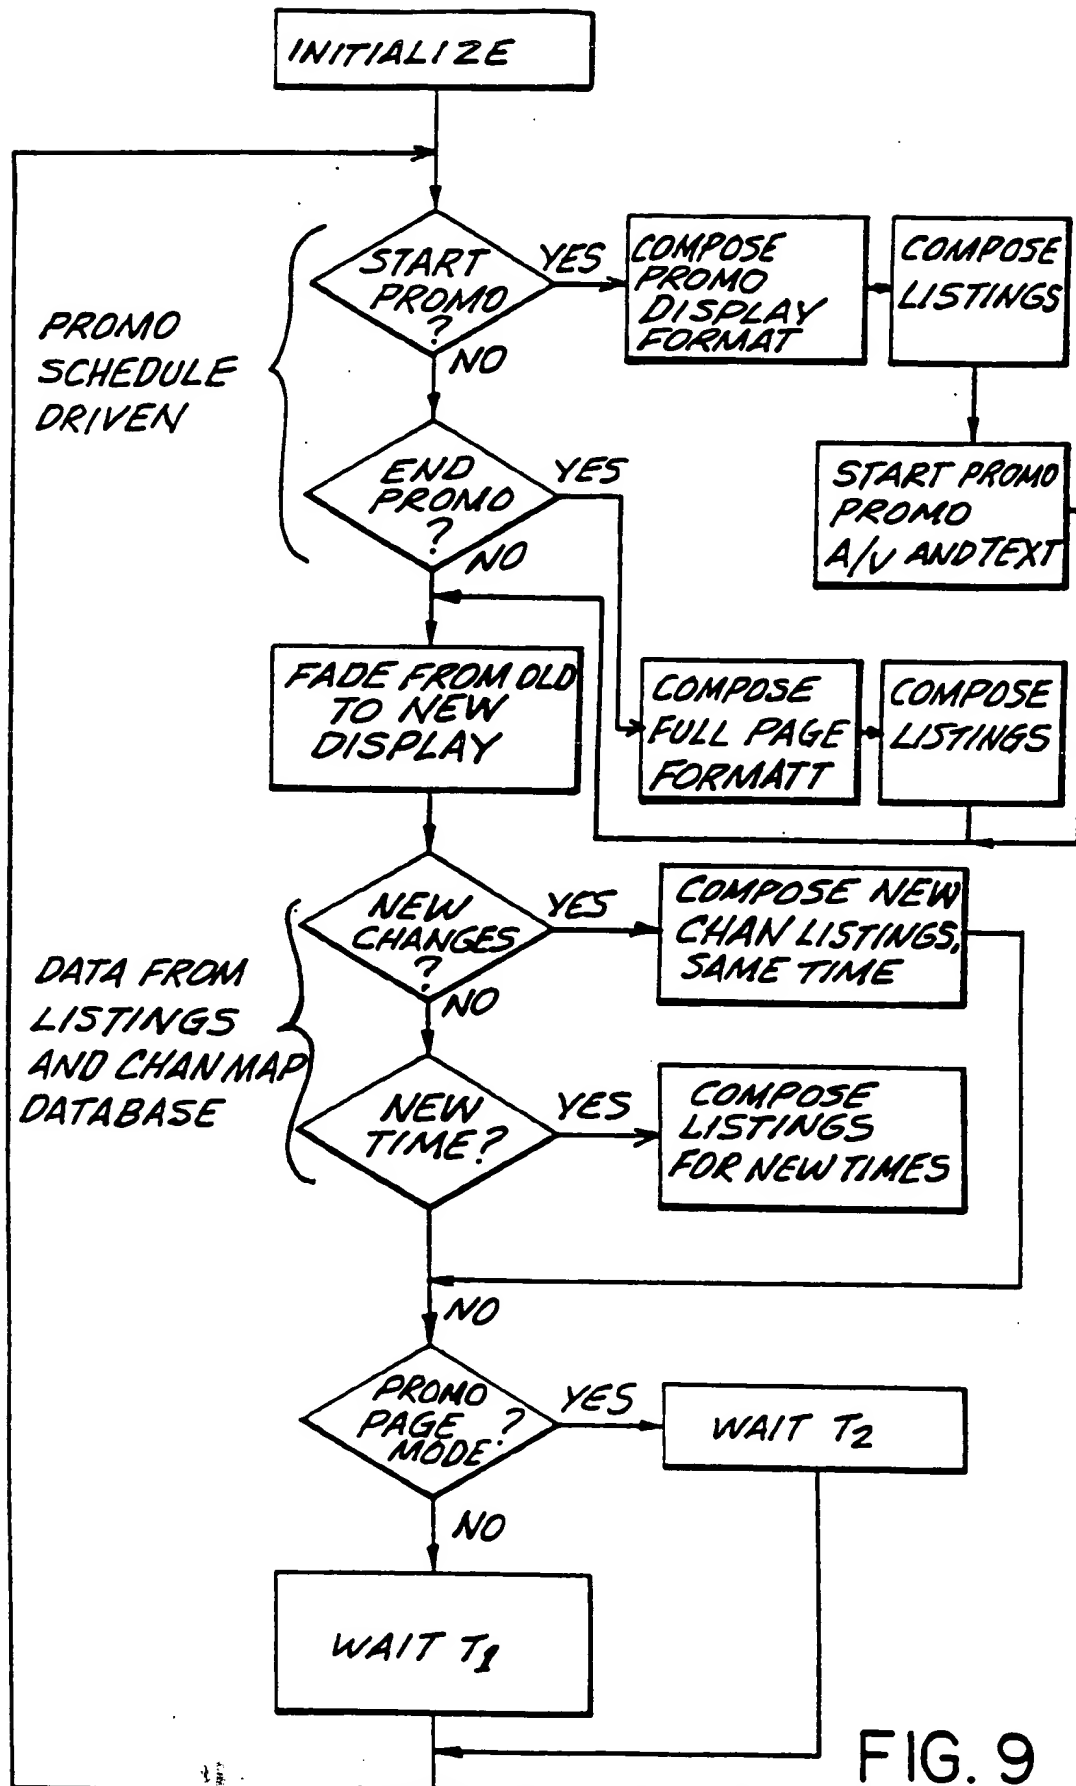 INITIALIZE
START
PROMO
?
YES
NO
COMPOSE
PROMO
DISPLAY
FORMAT
COMPOSE
LISTINGS
PROMO
SCHEDULE
DRIVEN
END
PROMO
?
YES
NO
START PROMO
PROMO
A/V AND TEXT
FADE FROM OLD
TO NEW
DISPLAY
COMPOSE
FULL PAGE
FORMATT
COMPOSE
LISTINGS
NEW
CHANGES
?
YES
NO
COMPOSE NEW
CHAN LISTINGS,
SAME TIME
DATA FROM
LISTINGS
AND CHAN MAP
DATABASE
NEW
TIME?
YES
COMPOSE
LISTINGS
FOR NEW TIMES
NO
PROMO
PAGE ?
MODE
YES
NO
WAIT T2
WAIT T1
FIG. 9